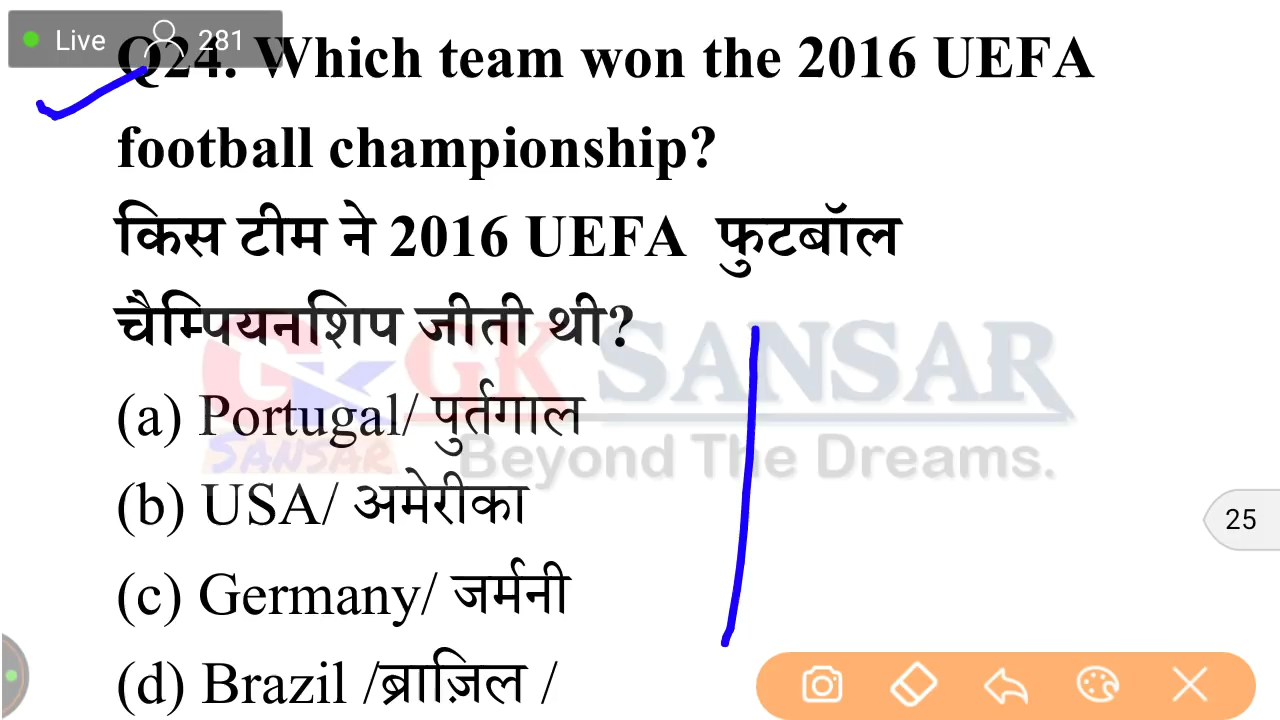 Live 281
Q24. Which team won the 2016 UEFA
football championship?
किस टीम ने 2016 UEFA फुटबॉल
चैम्पियनशिप जीती थी?
GK SANSAR
(a) Portugal/ पुर्तगाल
SANSAR
Beyond The Dreams.
(b) USA/ अमेरीका
25
(c) Germany/ जर्मनी
(d) Brazil /ब्राज़िल /